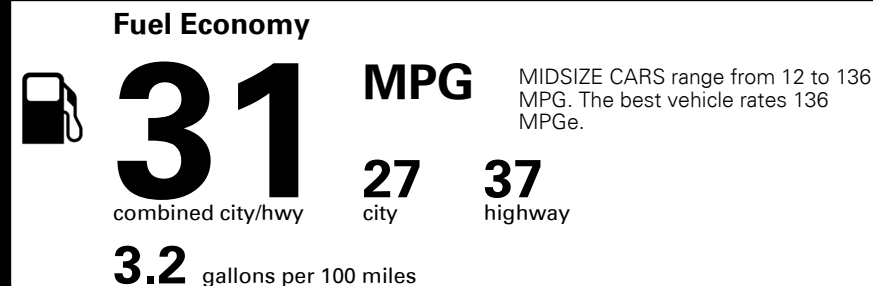 Fuel Economy
31
MPG
MIDSIZE CARS range from 12 to 136
MPG. The best vehicle rates 136
MPGe.
27 37
combined city/hwy city highway
3.2 gallons per 100 miles